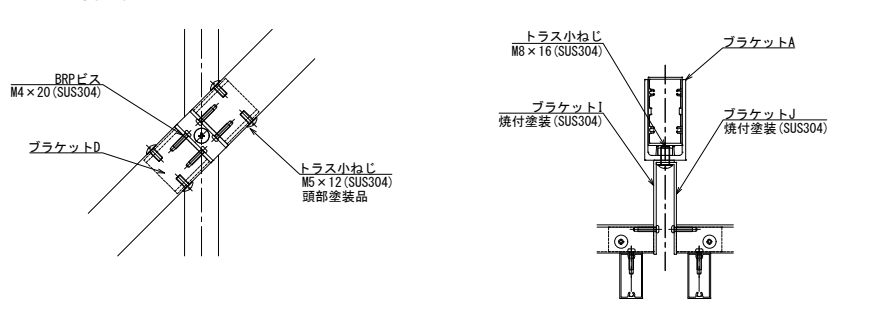 BRPビス
M4×20(SUS304)
ブラケットD
トラス小ねじ
M5×12(SUS304)
頭部塗装品
トラス小ねじ
M8×16(SUS304)
ブラケットA
ブラケットI
焼付塗装(SUS304)
ブラケットJ
焼付塗装(SUS304)